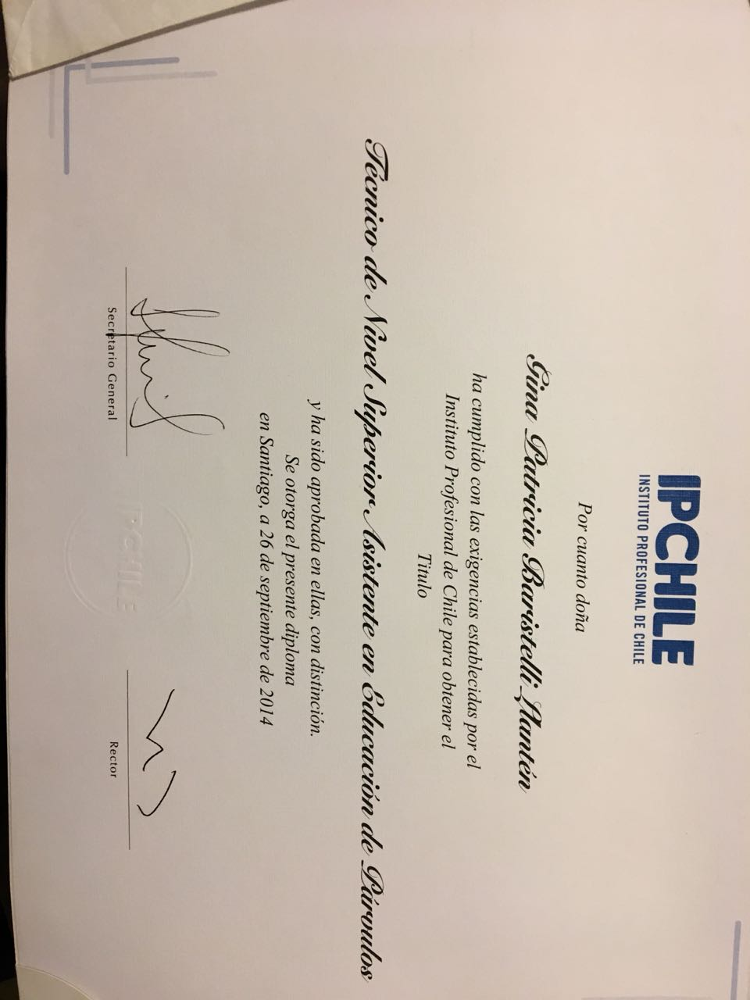 IPCHILE
INSTITUTO PROFESIONAL DE CHILE
Por cuanto doña
Gina Patricia Baristelli Llantén
ha cumplido con las exigencias establecidas por el
Instituto Profesional de Chile para obtener el
Titulo
Técnico de Nivel Superior Asistente en Educación de Párvulos
y ha sido aprobada en ellas, con distinción.
Se otorga el presente diploma
en Santiago, a 26 de septiembre de 2014
IPCHILE
Secretario General
Rector